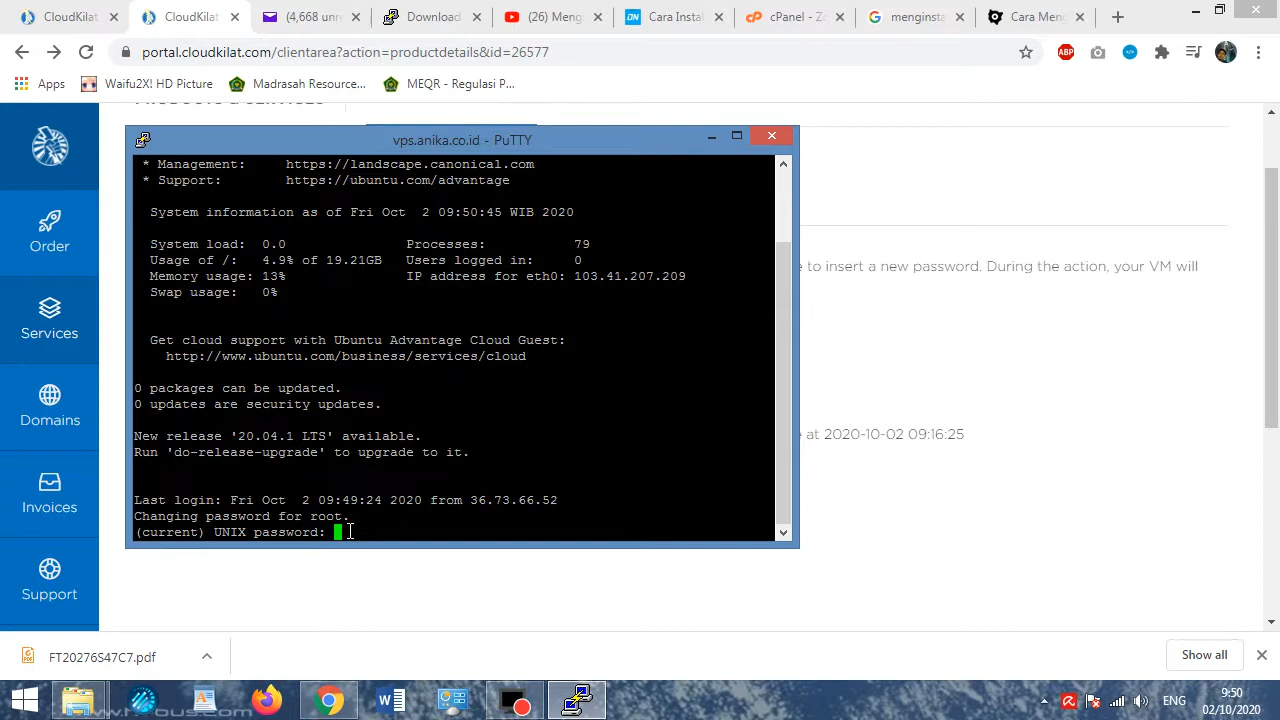 CloudKilat
CloudKilat
(4,668 unr
Download
(26) Meng
Cara Instal
cPanel - Zo
menginsta
Cara Meng
portal.cloudkilat.com/clientarea?action=productdetails&id=26577
ABP
Apps
Waifu2X! HD Picture
Madrasah Resource...
MEQR - Regulasi P...
vps.anika.co.id - PuTTY
* Management: https://landscape.canonical.com
* Support: https://ubuntu.com/advantage
System information as of Fri Oct 2 09:50:45 WIB 2020
System load: 0.0 Processes: 79
Usage of /: 4.9% of 19.21GB Users logged in: 0
Memory usage: 13% IP address for eth0: 103.41.207.209
Swap usage: 0%
Get cloud support with Ubuntu Advantage Cloud Guest:
http://www.ubuntu.com/business/services/cloud
0 packages can be updated.
0 updates are security updates.
New release '20.04.1 LTS' available.
Run 'do-release-upgrade' to upgrade to it.
Last login: Fri Oct 2 09:49:24 2020 from 36.73.66.52
Changing password for root.
(current) UNIX password:
Order
Services
Domains
Invoices
Support
e to insert a new password. During the action, your VM will
e at 2020-10-02 09:16:25
FT20276S47C7.pdf
Show all
ENG
9:50
02/10/2020